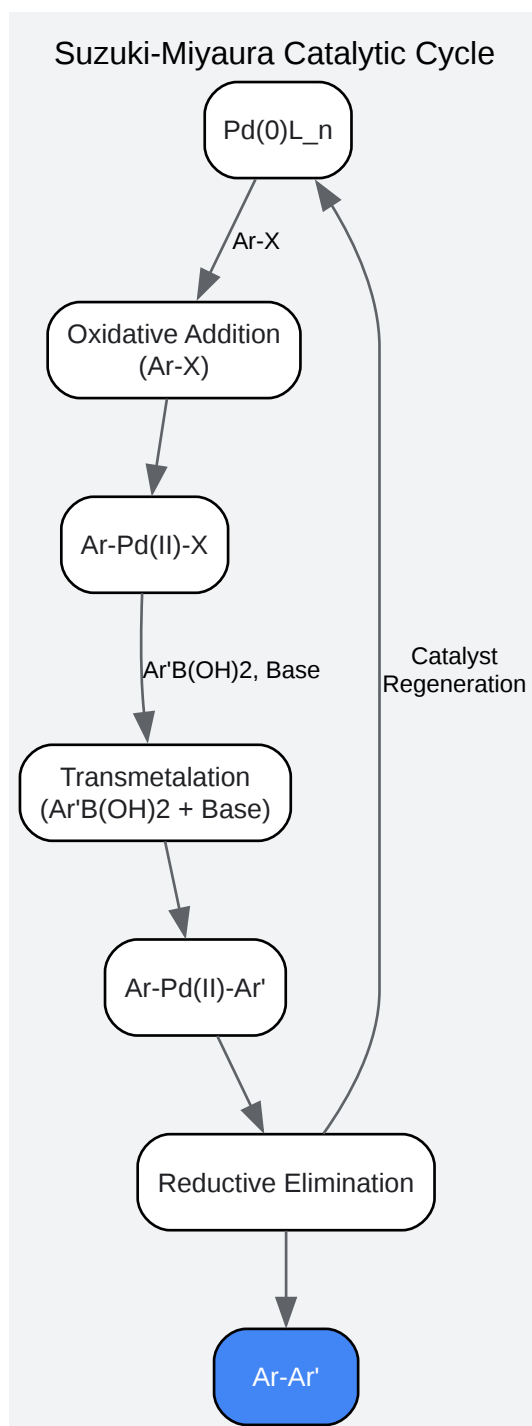 Suzuki-Miyaura Catalytic Cycle
Pd(0)L_n
Ar-X
Oxidative Addition
(Ar-X)
Ar-Pd(II)-X
Ar'B(OH)2, Base
Catalyst
Regeneration
Transmetalation
(Ar'B(OH)2 + Base)
Ar-Pd(II)-Ar'
Reductive Elimination
Ar-Ar'